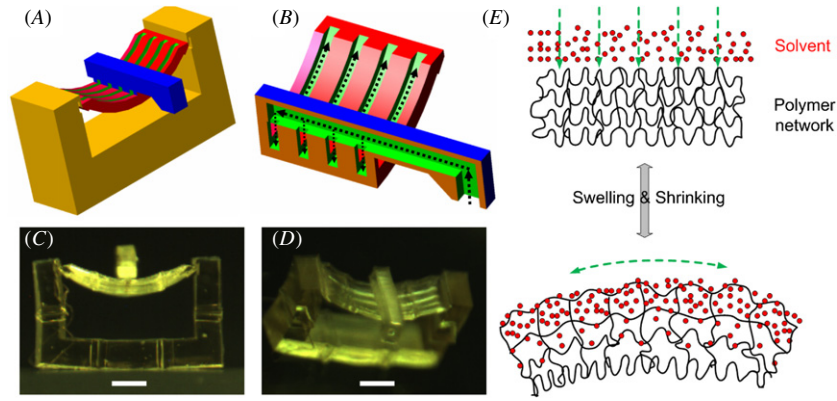 (A)
(B)
(E)
Solvent
Polymer
network
Swelling & Shrinking
(C)
(D)